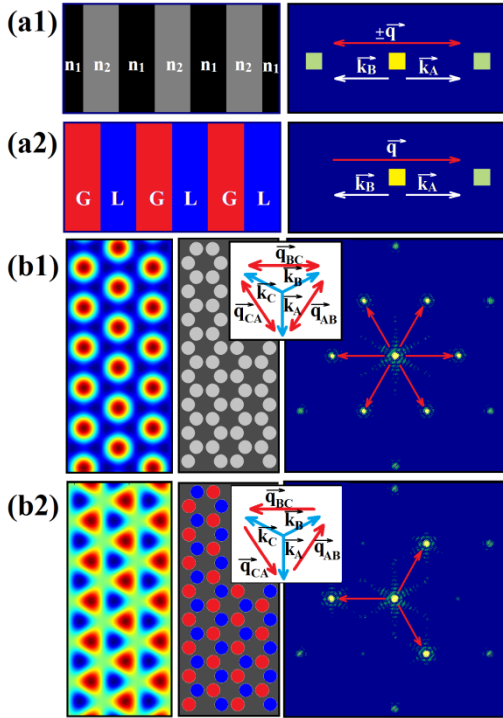 (a1)
n1 n2 n1 n2 n1 n2 n1
±q
kB kA
(a2)
G L G L G L
q
kB kA
(b1)
qBC
kB
kC
kA
qCA qAB
(b2)
qBC
kB
kC
kA
qCA qAB